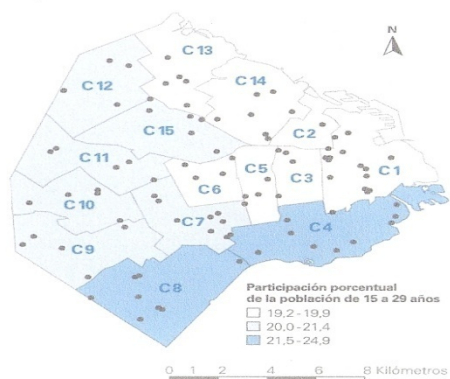 N
C 13
C 12
C 14
C 15
C 2
C 11
C 1
C 5
C 3
C 6
C 10
C 7
C 4
C 9
C 8
Participación porcentual
de la población de 15 a 29 años
19,2 - 19,9
20,0 - 21,4
21,5 - 24,9
0 1 2 4 6 8 Kilómetros